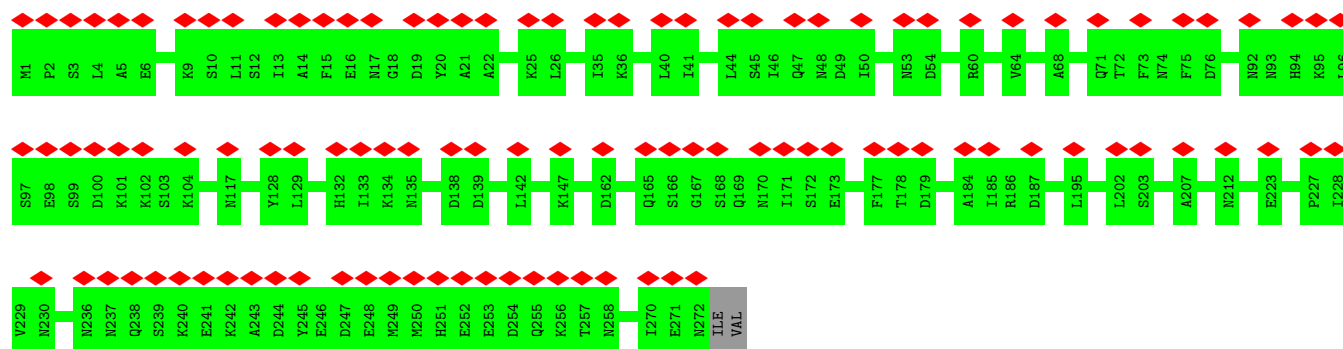 M1 P2 S3 L4 A5 E6 K9 S10 L11 S12 I13 A14 F15 E16 N17 G18 D19 Y20 A21 A22 K25 L26 I35 K36 L40 I41 L44 S45 I46 Q47 N48 D49 I50 N53 D54 R60 V64 A68 Q71 T72 F73 N74 F75 D76 N92 N93 H94 K95 L96
S97 E98 S99 D100 K101 K102 S103 K104 N117 Y128 L129 H132 I133 K134 N135 D138 D139 L142 K147 D162 Q165 S166 G167 S168 Q169 N170 I171 S172 E173 F177 T178 D179 A184 I185 R186 D187 L195 L202 S203 A207 N212 E223 P227 I228
V229 N230 N236 N237 Q238 S239 K240 E241 K242 A243 D244 Y245 E246 D247 E248 M249 M250 H251 E252 E253 D254 Q255 K256 T257 N258 I270 E271 N272 ILE VAL